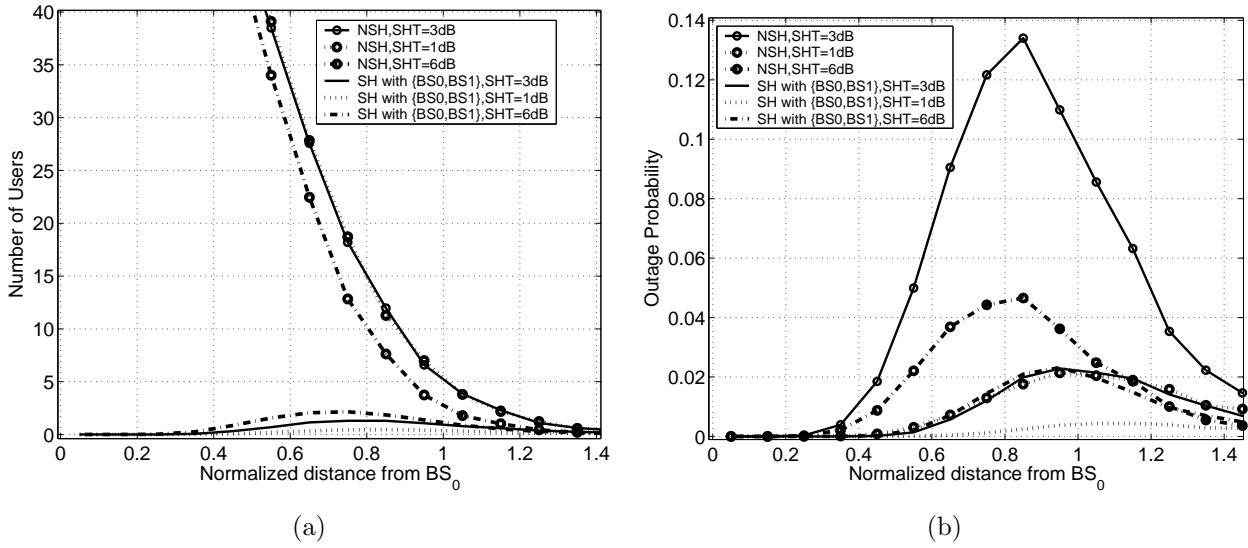 40
35
30
25
20
15
10
5
0
Number of Users
NSH,SHT=3dB
NSH,SHT=1dB
NSH,SHT=6dB
SH with {BS0,BS1},SHT=3dB
SH with {BS0,BS1},SHT=1dB
SH with {BS0,BS1},SHT=6dB
0 0.2 0.4 0.6 0.8 1 1.2 1.4
Normalized distance from BS0
(a)
0.14
0.12
0.1
0.08
0.06
0.04
0.02
0
Outage Probability
NSH,SHT=3dB
NSH,SHT=1dB
NSH,SHT=6dB
SH with {BS0,BS1},SHT=3dB
SH with {BS0,BS1},SHT=1dB
SH with {BS0,BS1},SHT=6dB
0 0.2 0.4 0.6 0.8 1 1.2 1.4
Normalized distance from BS0
(b)